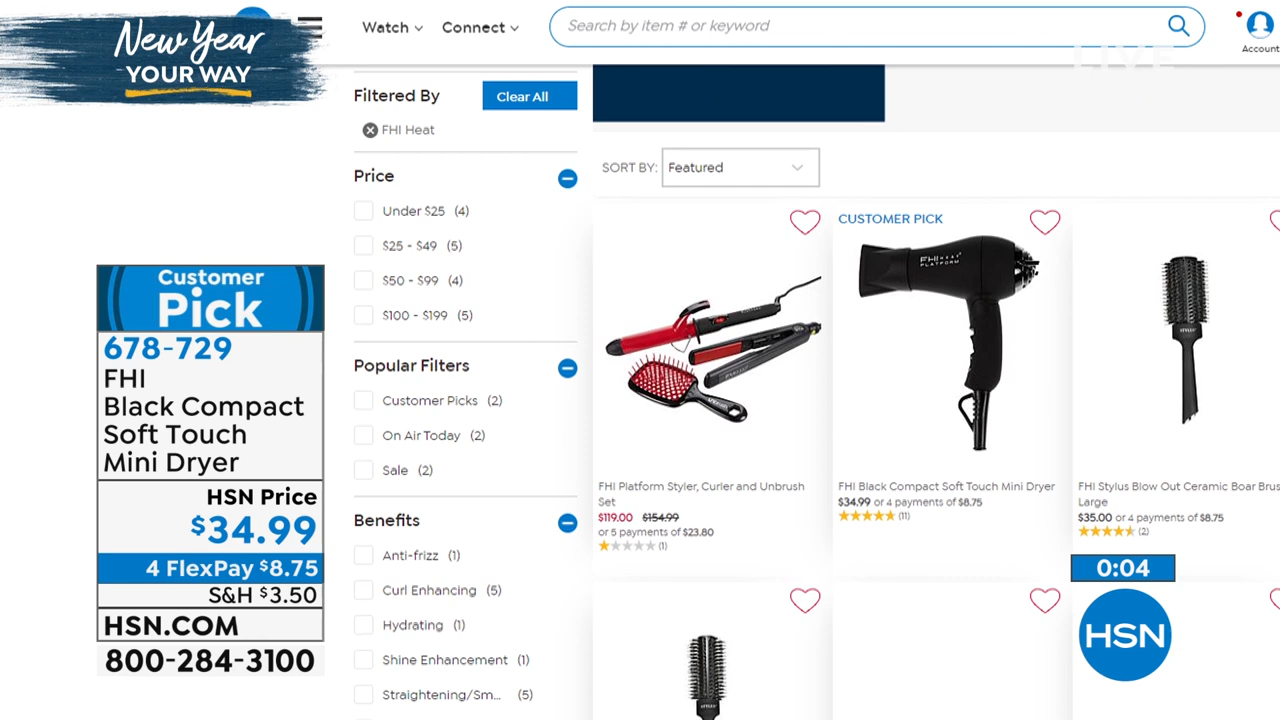 New Year
YOUR WAY
Watch
Connect
Search by item # or keyword
Account
LIVE
Filtered By
Clear All
FHI Heat
Price
Under $25 (4)
$25 - $49 (5)
$50 - $99 (4)
$100 - $199 (5)
Popular Filters
Customer Picks (2)
On Air Today (2)
Sale (2)
Benefits
Anti-frizz (1)
Curl Enhancing (5)
Hydrating (1)
Shine Enhancement (1)
Straightening/Sm... (5)
SORT BY: Featured
FHI Platform Styler, Curler and Unbrush
Set
$119.00 $154.99
or 5 payments of $23.80
(1)
CUSTOMER PICK
FHI HEAT
PLATFORM
FHI Black Compact Soft Touch Mini Dryer
$34.99 or 4 payments of $8.75
(11)
FHI Stylus Blow Out Ceramic Boar Brus
Large
$35.00 or 4 payments of $8.75
(2)
Customer
Pick
678-729
FHI
Black Compact
Soft Touch
Mini Dryer
HSN Price
$34.99
4 FlexPay $8.75
S&H $3.50
HSN.COM
800-284-3100
0:04
HSN